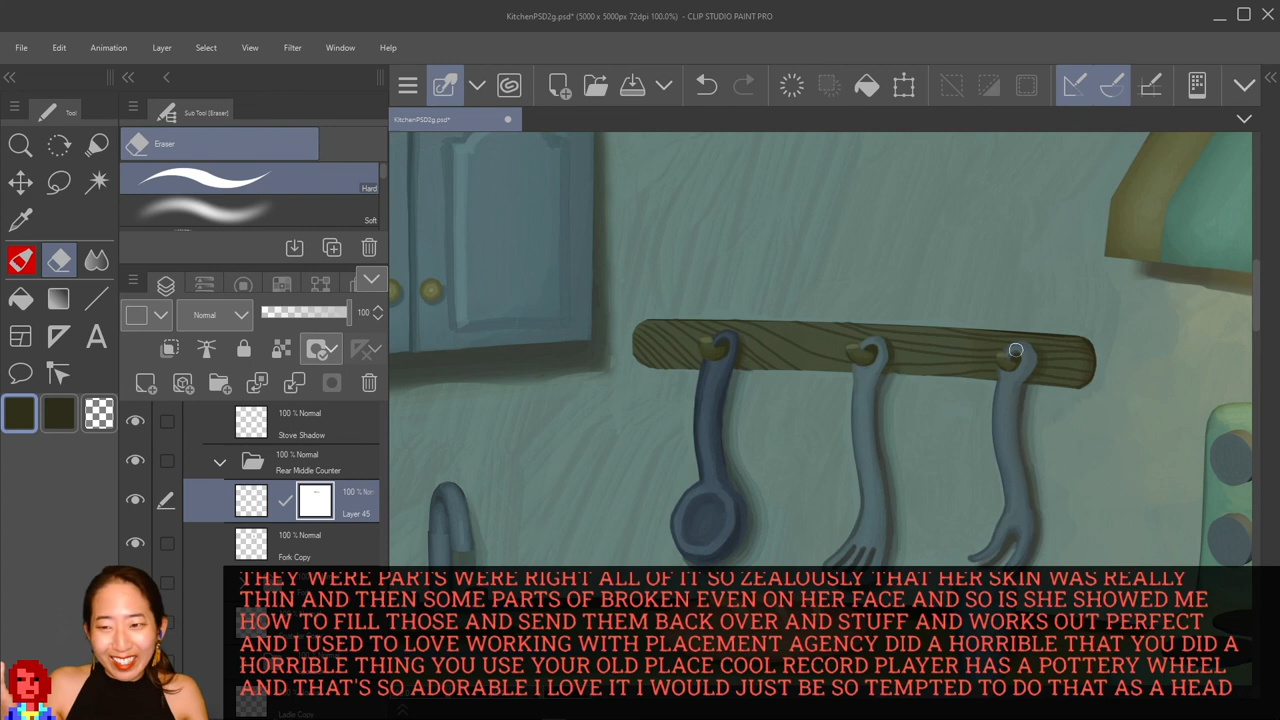 KitchenPSD2g.psd* (5000 x 5000px 72dpi 100.0%) - CLIP STUDIO PAINT PRO
File Edit Animation Layer Select View Filter Window Help
Tool
Sub Tool [Eraser]
KitchenPSD2g.psd*
Eraser
Hard
Soft
Normal
100
100 % Normal
Stove Shadow
100 % Normal
Rear Middle Counter
100 % Nor
Layer 45
100 % Normal
Fork Copy
Ladle Copy
THEY WERE PARTS WERE RIGHT ALL OF IT SO ZEALOUSLY THAT HER SKIN WAS REALLY
THIN AND THEN SOME PARTS OF BROKEN EVEN ON HER FACE AND SO IS SHE SHOWED ME
HOW TO FILL THOSE AND SEND THEM BACK OVER AND STUFF AND WORKS OUT PERFECT
AND I USED TO LOVE WORKING WITH PLACEMENT AGENCY DID A HORRIBLE THAT YOU DID A
HORRIBLE THING YOU USE YOUR OLD PLACE COOL RECORD PLAYER HAS A POTTERY WHEEL
AND THAT'S SO ADORABLE I LOVE IT I WOULD JUST BE SO TEMPTED TO DO THAT AS A HEAD